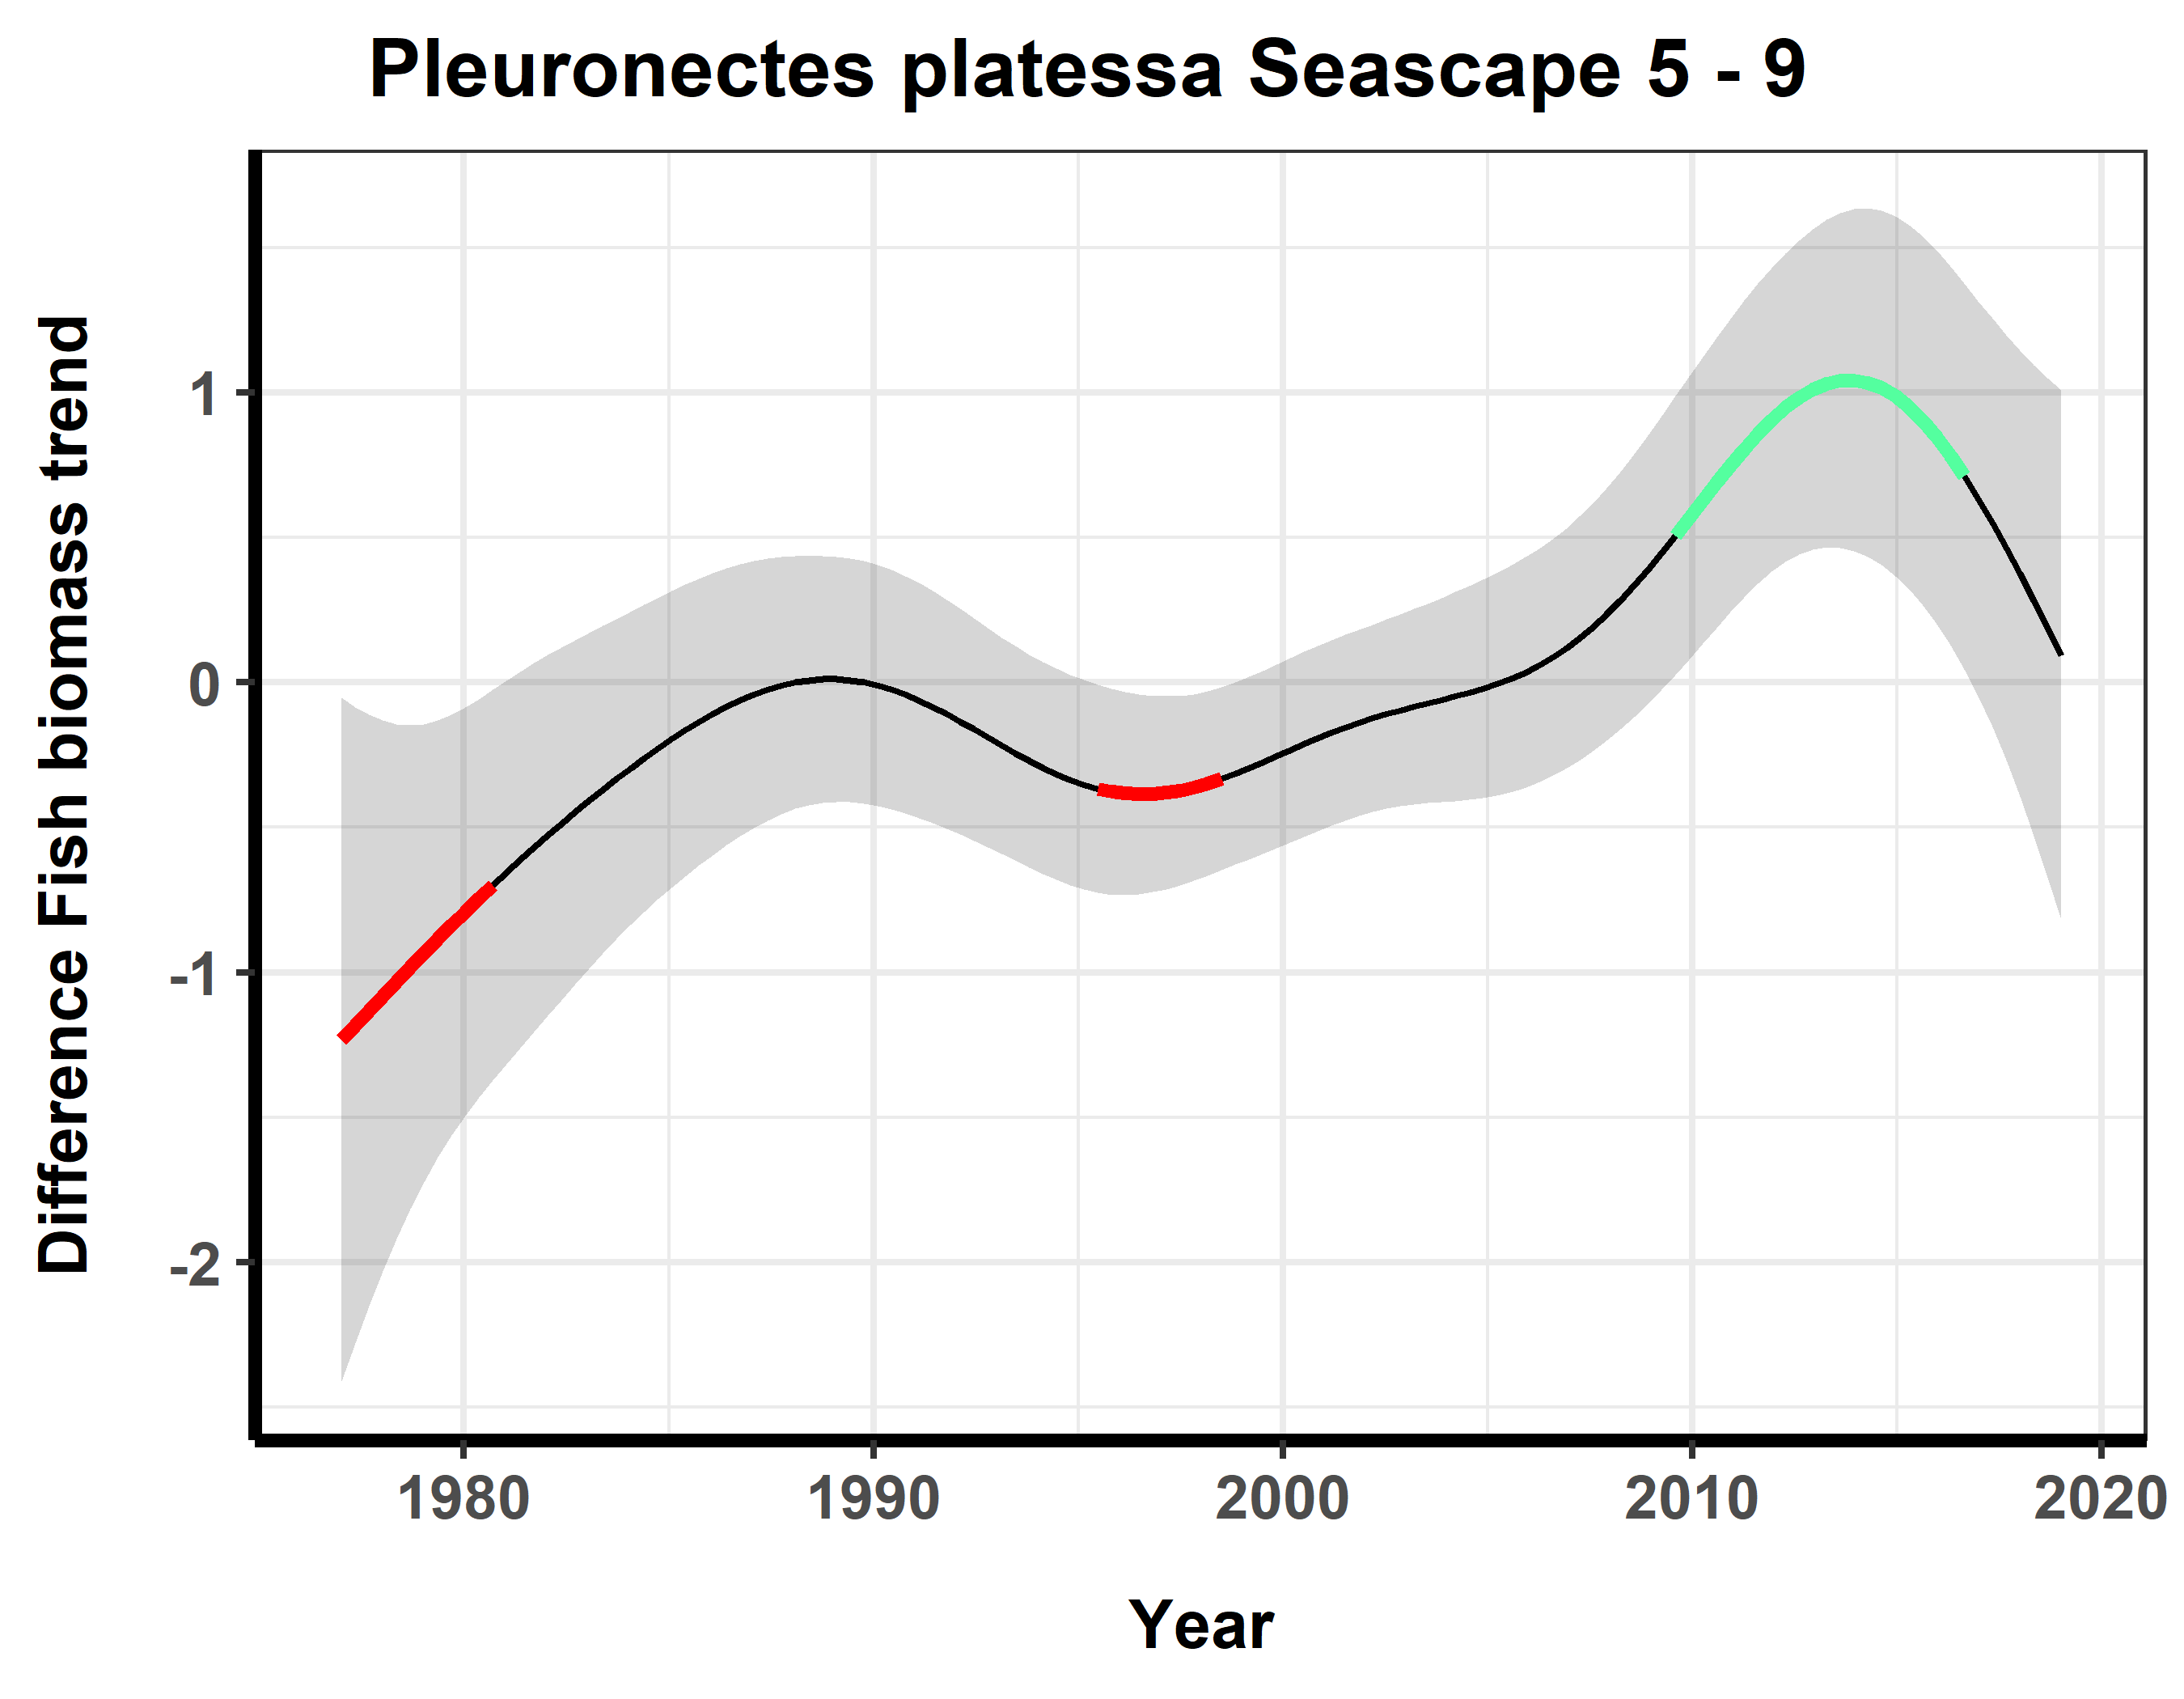 Pleuronectes platessa Seascape 5 - 9
Difference Fish biomass trend
1
0
-1
-2
1980 1990 2000 2010 2020
Year